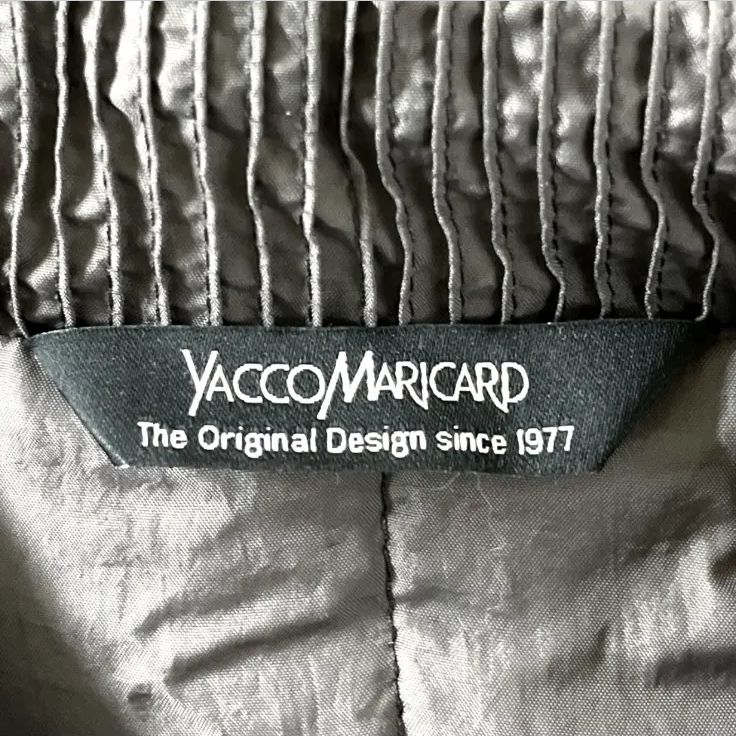 YACCOMARICARD
The Original Design since 1977